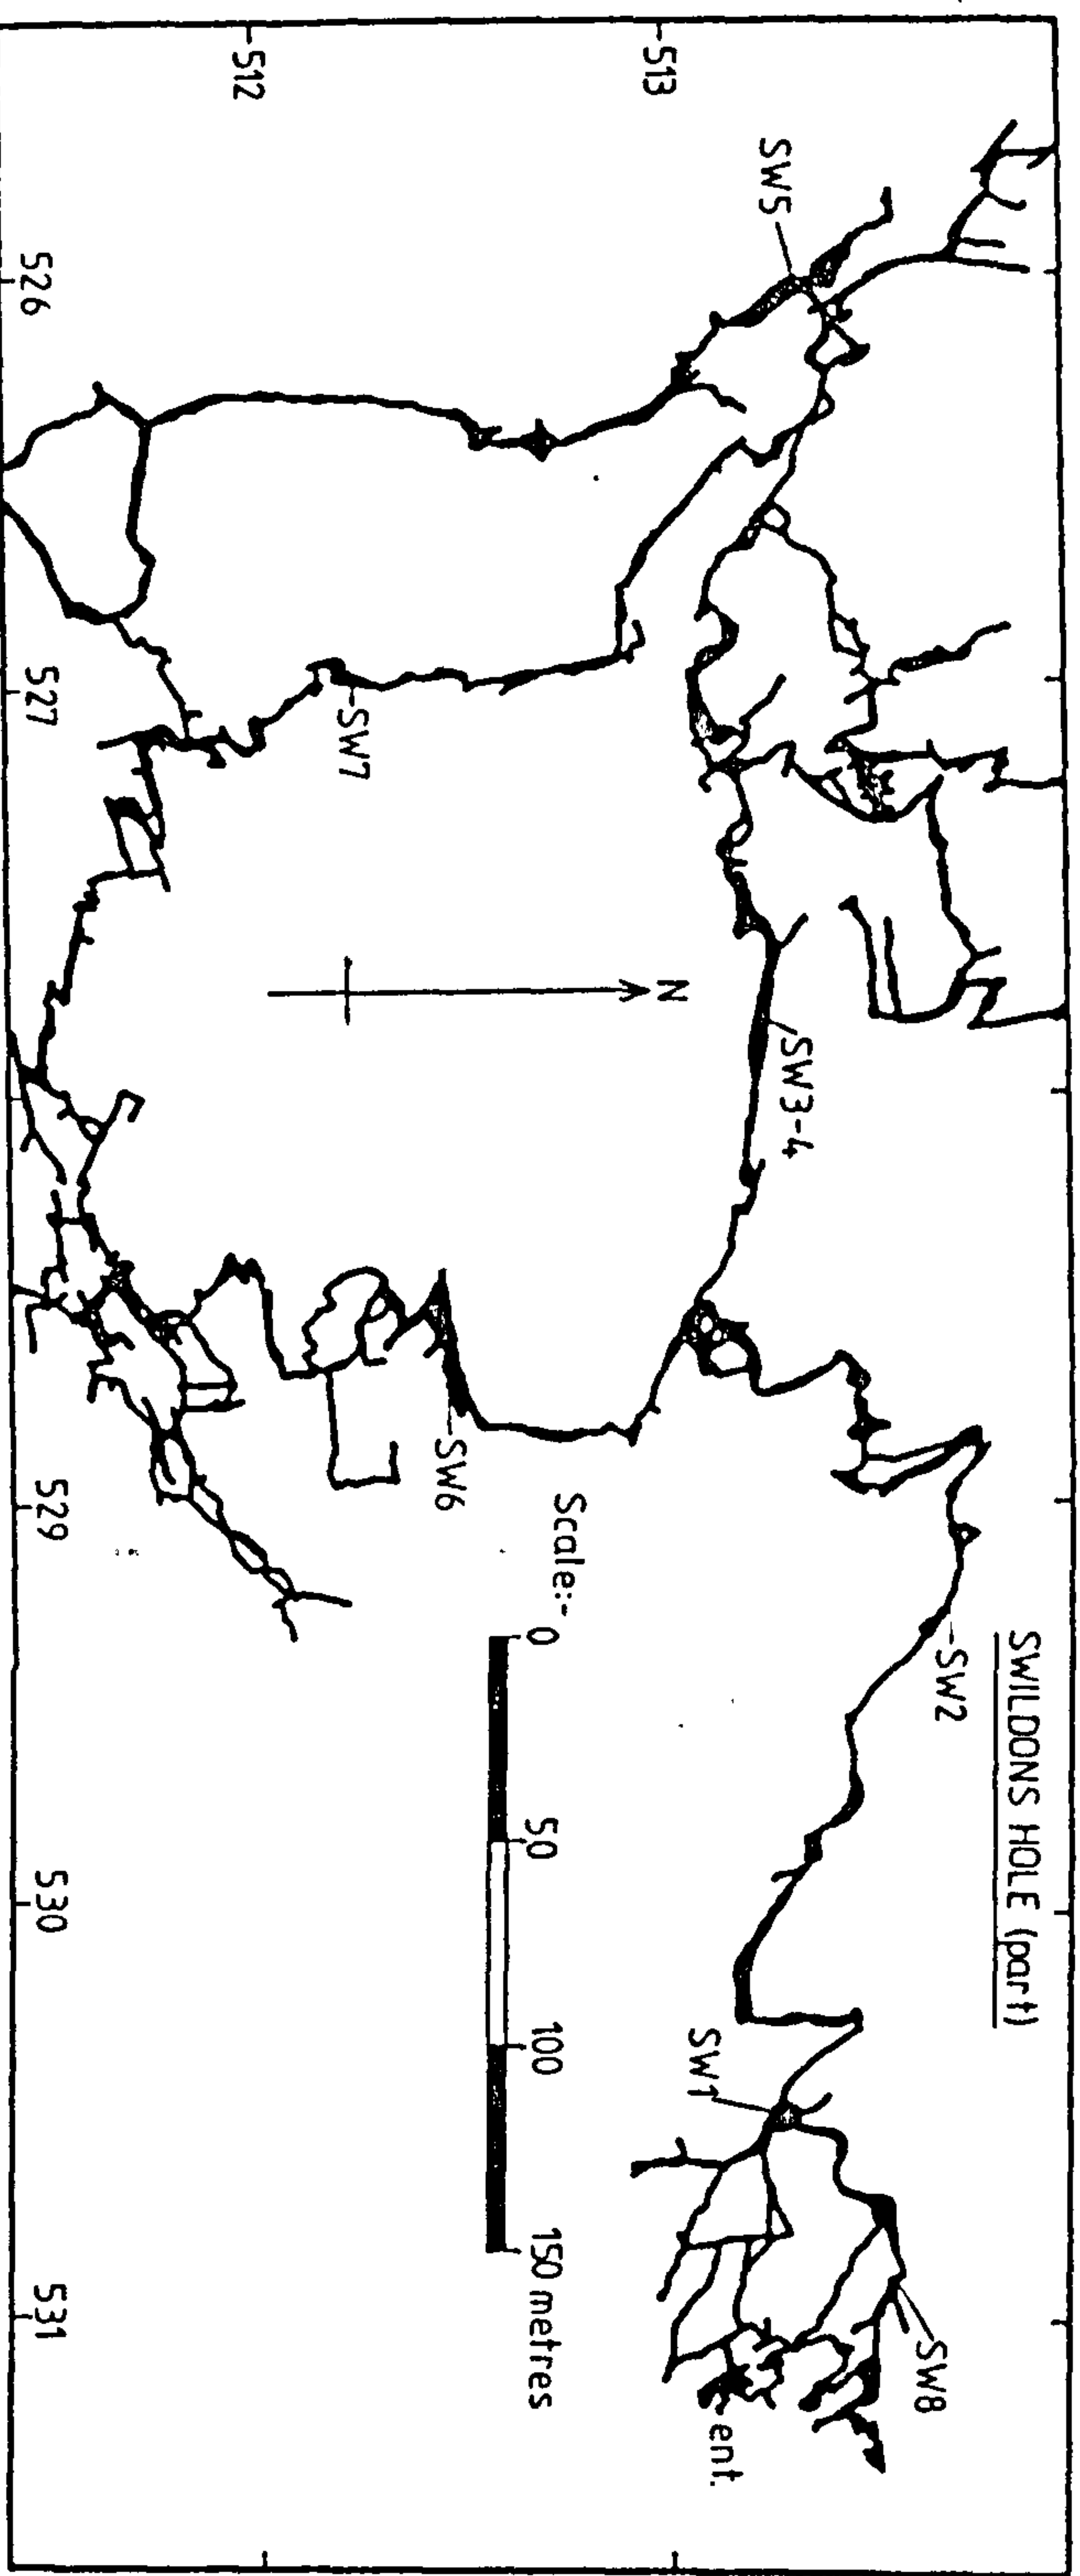 SWILDONS HOLE (part)
513
512
SW5
SW7
N
SW3-4
SW6
SW2
SW1
SW8
ent.
Scale:-
0
50
100
150 metres
526
527
529
530
531